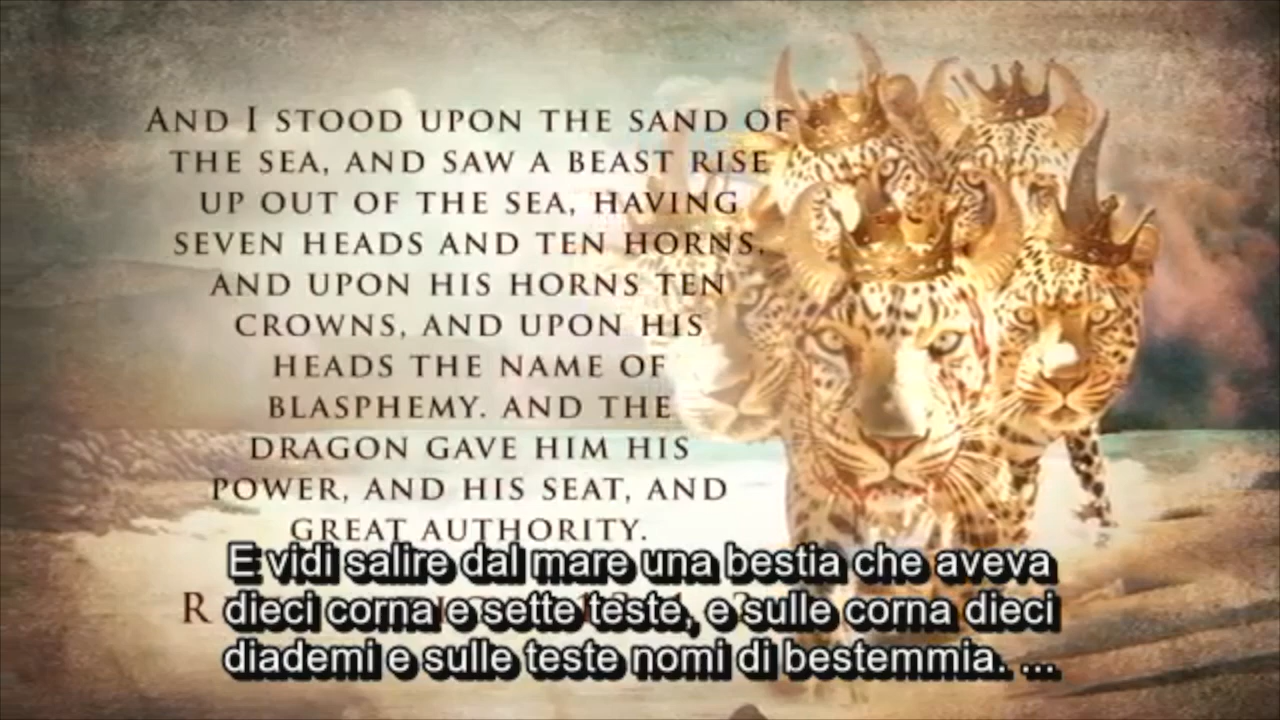 AND I STOOD UPON THE SAND OF
THE SEA, AND SAW A BEAST RISE
UP OUT OF THE SEA, HAVING
SEVEN HEADS AND TEN HORNS,
AND UPON HIS HORNS TEN
CROWNS, AND UPON HIS
HEADS THE NAME OF
BLASPHEMY. AND THE
DRAGON GAVE HIM HIS
POWER, AND HIS SEAT, AND
GREAT AUTHORITY.
E vidi salire dal mare una bestia che aveva
dieci corna e sette teste, e sulle corna dieci
diademi e sulle teste nomi di bestemmia. ...